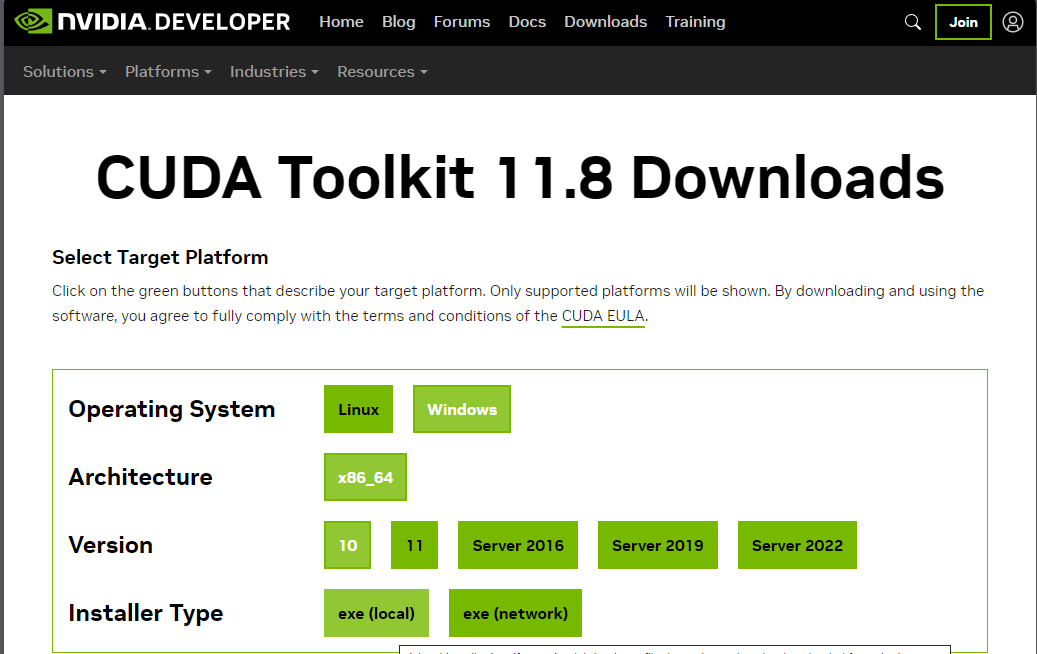 NVIDIA. DEVELOPER Home Blog Forums Docs Downloads Training Join
Solutions Platforms Industries Resources
CUDA Toolkit 11.8 Downloads
Select Target Platform
Click on the green buttons that describe your target platform. Only supported platforms will be shown. By downloading and using the
software, you agree to fully comply with the terms and conditions of the CUDA EULA.
Operating System Linux Windows
Architecture x86_64
Version 10 11 Server 2016 Server 2019 Server 2022
Installer Type exe (local) exe (network)